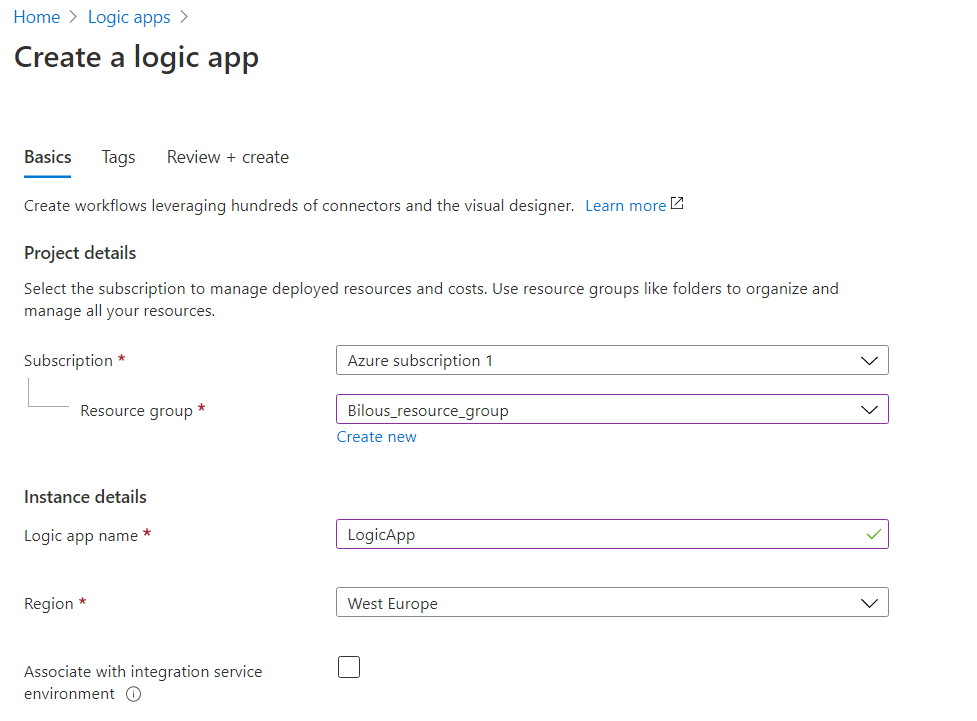 Home > Logic apps >
Create a logic app
Basics Tags Review + create
Create workflows leveraging hundreds of connectors and the visual designer. Learn more
Project details
Select the subscription to manage deployed resources and costs. Use resource groups like folders to organize and
manage all your resources.
Subscription * Azure subscription 1
Resource group * Bilous_resource_group
Create new
Instance details
Logic app name * LogicApp
Region * West Europe
Associate with integration service
environment